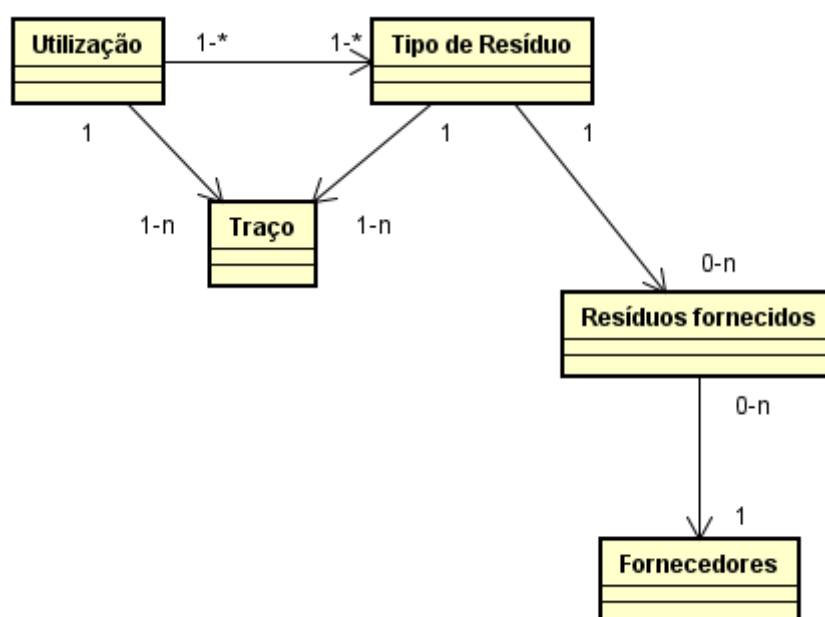 Utilização
1-*
1-*
Tipo de Resíduo
1
1
1
1-n
Traço
1-n
0-n
Resíduos fornecidos
0-n
1
Fornecedores